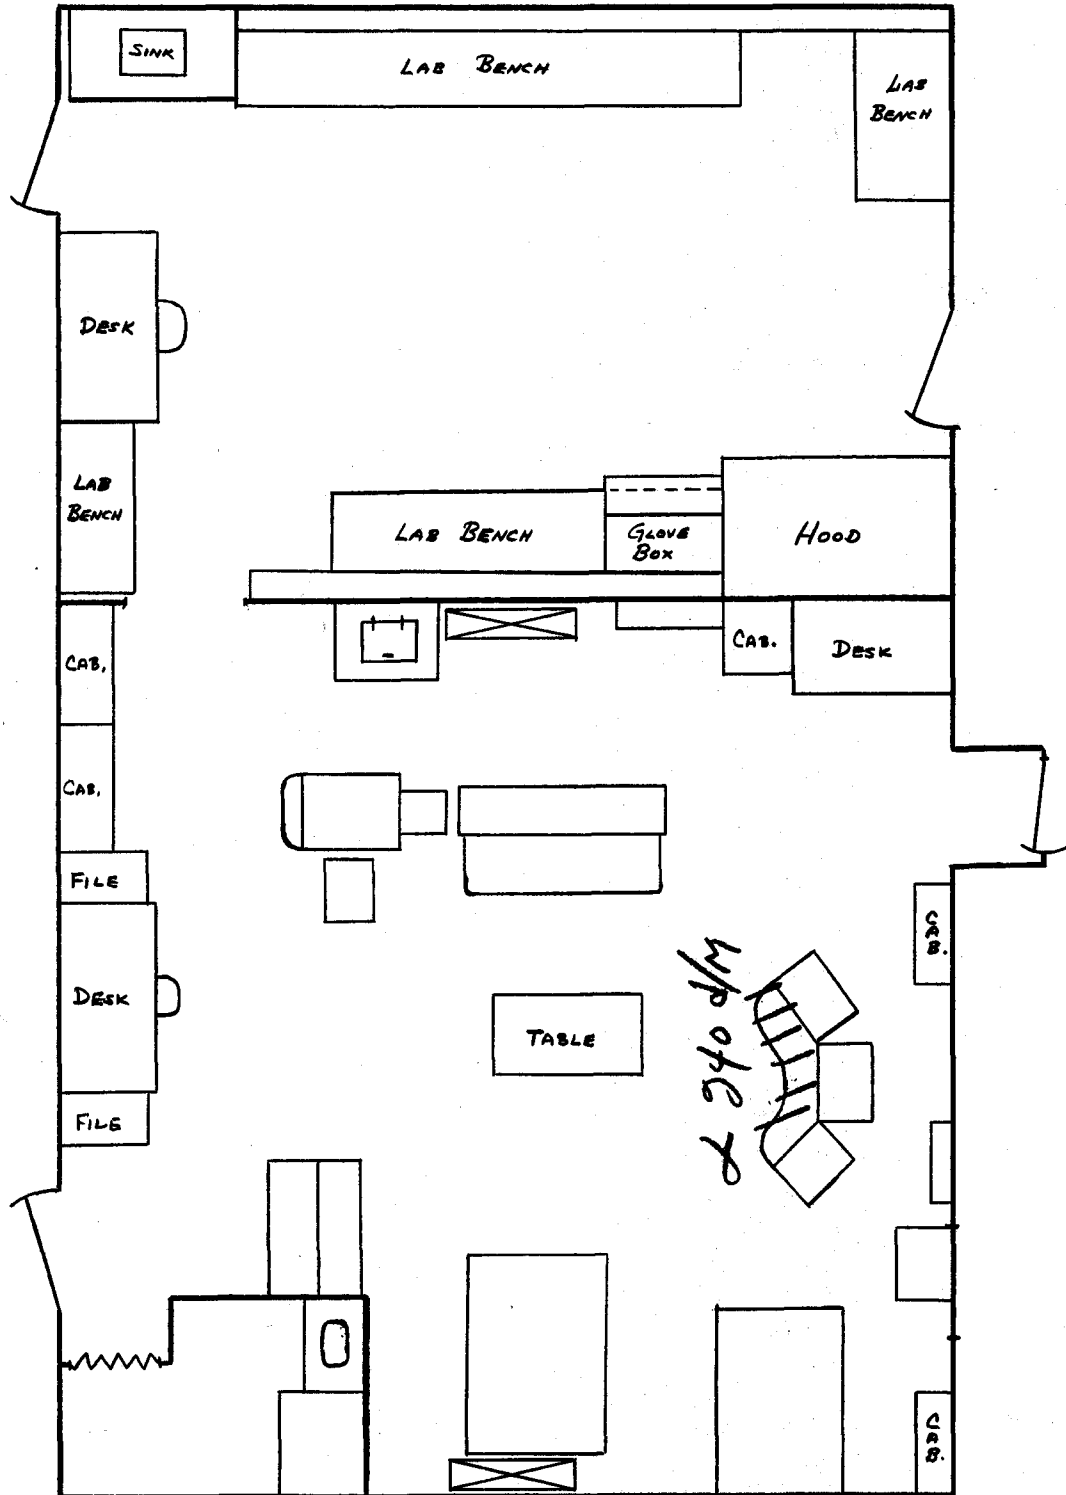 SINK
LAB BENCH
LAB
BENCH
DESK
LAB
BENCH
LAB BENCH
GLOVE
BOX
HOOD
CAB.
CAB.
DESK
CAB.
FILE
CAB.
DESK
TABLE
α 240 d/M
FILE
CAB.